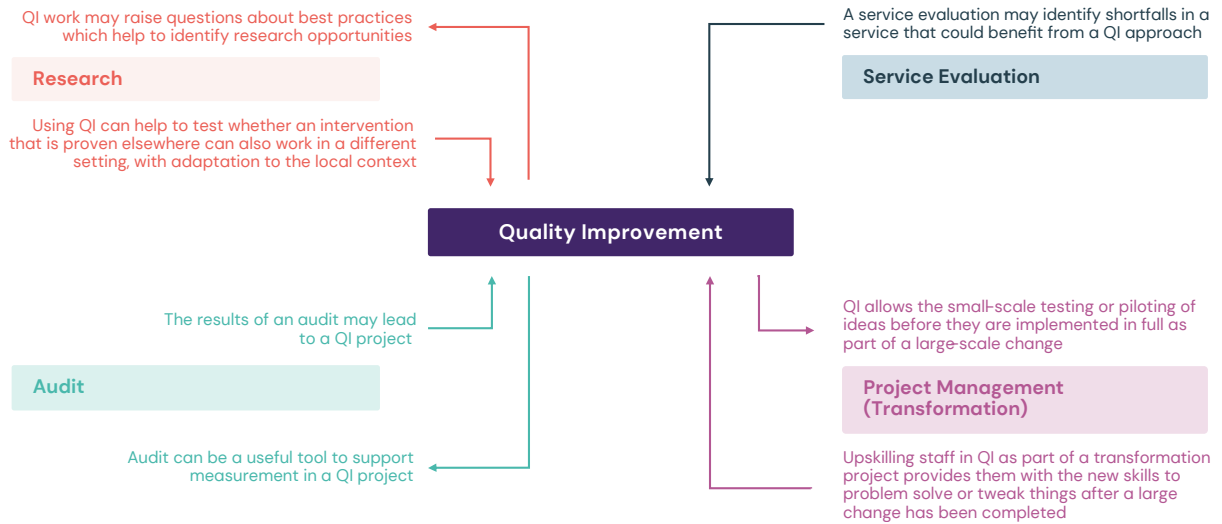 QI work may raise questions about best practices
which help to identify research opportunities
Research
Using QI can help to test whether an intervention
that is proven elsewhere can also work in a different
setting, with adaptation to the local context
A service evaluation may identify shortfalls in a
service that could benefit from a QI approach
Service Evaluation
Quality Improvement
The results of an audit may lead
to a QI project
Audit
Audit can be a useful tool to support
measurement in a QI project
QI allows the small-scale testing or piloting of
ideas before they are implemented in full as
part of a large-scale change
Project Management
(Transformation)
Upskilling staff in QI as part of a transformation
project provides them with the new skills to
problem solve or tweak things after a large
change has been completed